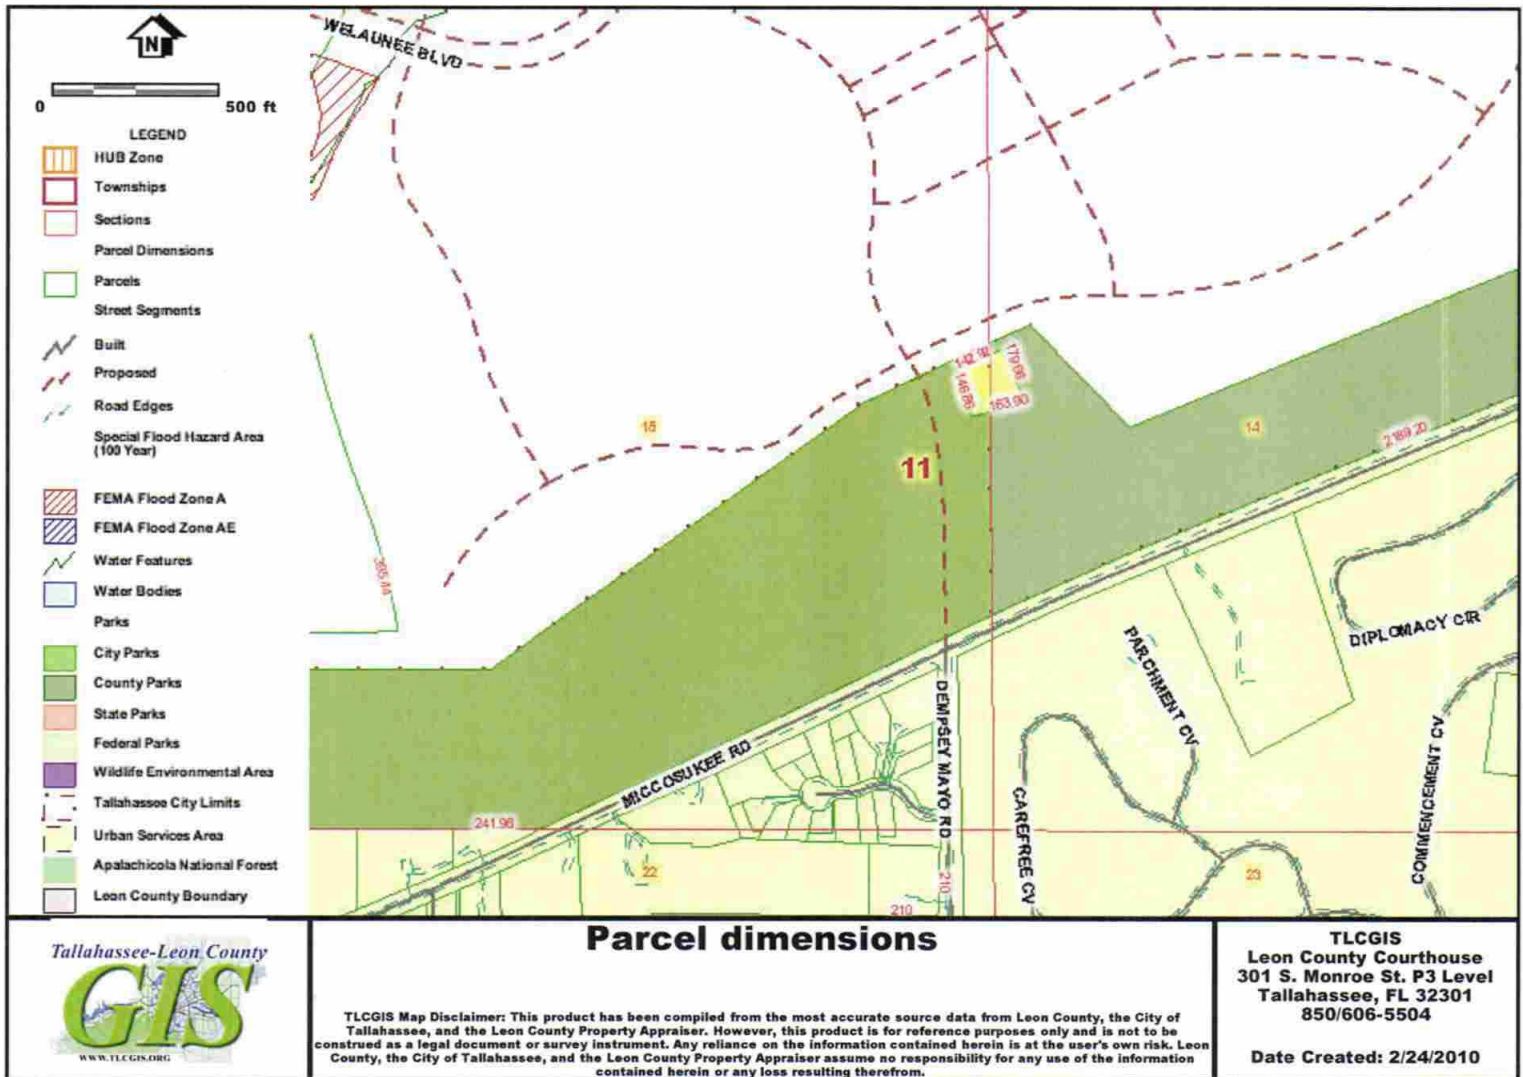 N
0 500 ft
LEGEND
HUB Zone
Townships
Sections
Parcel Dimensions
Parcels
Street Segments
Built
Proposed
Road Edges
Special Flood Hazard Area
(100 Year)
FEMA Flood Zone A
FEMA Flood Zone AE
Water Features
Water Bodies
Parks
City Parks
County Parks
State Parks
Federal Parks
Wildlife Environmental Area
Tallahassee City Limits
Urban Services Area
Apalachicola National Forest
Leon County Boundary
WELAUNEE BLVD
142.92
179.66
146.86
163.90
15
14
11
2189.20
395.44
DIPLOMACY CIR
PARCHMENT CV
MICCOSUKEE RD
DEMPSEY MAYO RD
CAREFREE CV
COMMENCEMENT CV
241.96
22
23
210
210
Tallahassee-Leon County
GIS
WWW.TLCGIS.ORG
Parcel dimensions
TLCGIS Map Disclaimer: This product has been compiled from the most accurate source data from Leon County, the City of
Tallahassee, and the Leon County Property Appraiser. However, this product is for reference purposes only and is not to be
construed as a legal document or survey instrument. Any reliance on the information contained herein is at the user's own risk. Leon
County, the City of Tallahassee, and the Leon County Property Appraiser assume no responsibility for any use of the information
contained herein or any loss resulting therefrom.
TLCGIS
Leon County Courthouse
301 S. Monroe St. P3 Level
Tallahassee, FL 32301
850/606-5504
Date Created: 2/24/2010